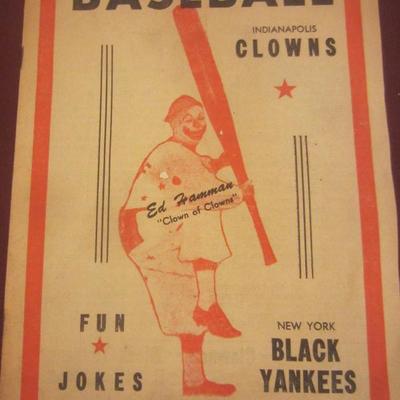 BASEBALL
INDIANAPOLIS
CLOWNS
Ed Hamman
"Clown of Clowns"
FUN
JOKES
NEW YORK
BLACK
YANKEES